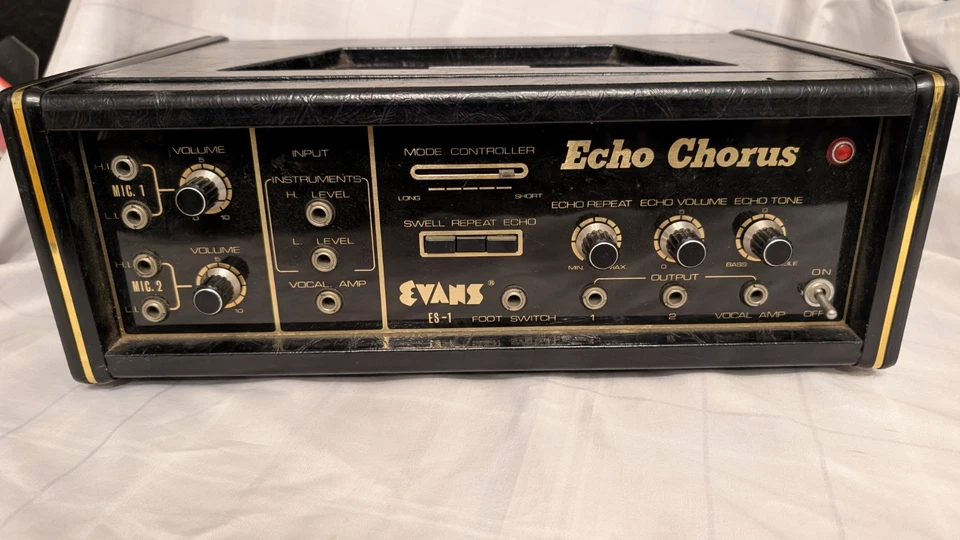 VOLUME
5
H.I.
MIC. 1
L.I.
0 10
VOLUME
5
H.I.
MIC. 2
L.I.
10
INPUT
INSTRUMENTS
H. LEVEL
L. LEVEL
VOCAL. AMP
MODE CONTROLLER
LONG SHORT
SWELL REPEAT ECHO
EVANS®
ES-1
FOOT SWITCH
Echo Chorus
ECHO REPEAT ECHO VOLUME ECHO TONE
MIN 0 BASS
OUTPUT
1 2 VOCAL AMP
ON
OFF